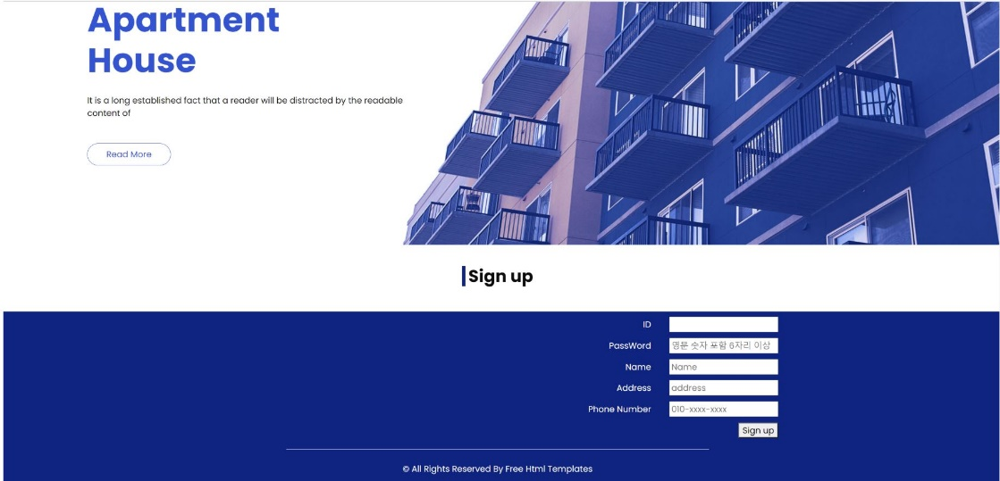 Apartment
House
It is a long established fact that a reader will be distracted by the readable
content of
Read More
Sign up
ID
PassWord 영문 숫자 포함 6자리 이상
Name Name
Address address
Phone Number 010-xxxx-xxxx
Sign up
© All Rights Reserved By Free Html Templates